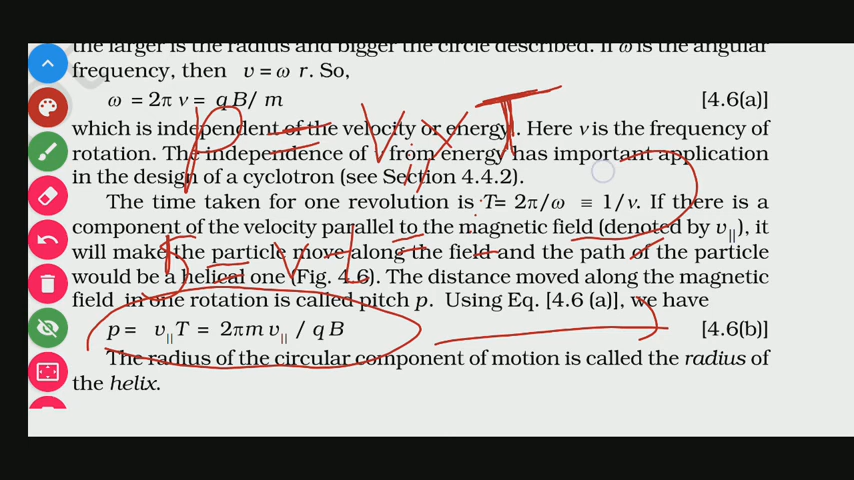 the larger is the radius and bigger the circle described. If ω is the angular
frequency, then v = ω r. So,
ω = 2π ν = q B/ m [4.6(a)]
which is independent of the velocity or energy. Here ν is the frequency of
rotation. The independence of ν from energy has important application
in the design of a cyclotron (see Section 4.4.2).
The time taken for one revolution is T= 2π/ω ≡ 1/ν. If there is a
component of the velocity parallel to the magnetic field (denoted by v||), it
will make the particle move along the field and the path of the particle
would be a helical one (Fig. 4.6). The distance moved along the magnetic
field in one rotation is called pitch p. Using Eq. [4.6 (a)], we have
p = v||T = 2πm v|| / q B [4.6(b)]
The radius of the circular component of motion is called the radius of
the helix.
p = V x T